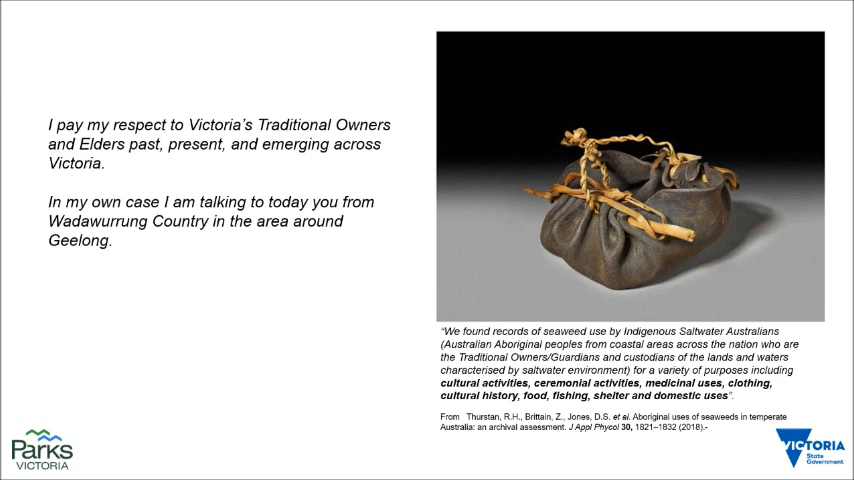 I pay my respect to Victoria’s Traditional Owners
and Elders past, present, and emerging across
Victoria.
In my own case I am talking to today you from
Wadawurrung Country in the area around
Geelong.
“We found records of seaweed use by Indigenous Saltwater Australians
(Australian Aboriginal peoples from coastal areas across the nation who are
the Traditional Owners/Guardians and custodians of the lands and waters
characterised by saltwater environment) for a variety of purposes including
cultural activities, ceremonial activities, medicinal uses, clothing,
cultural history, food, fishing, shelter and domestic uses”.
From Thurstan, R.H., Brittain, Z., Jones, D.S. et al. Aboriginal uses of seaweeds in temperate
Australia: an archival assessment. J Appl Phycol 30, 1821–1832 (2018).-
Parks
VICTORIA
VICTORIA
State
Government